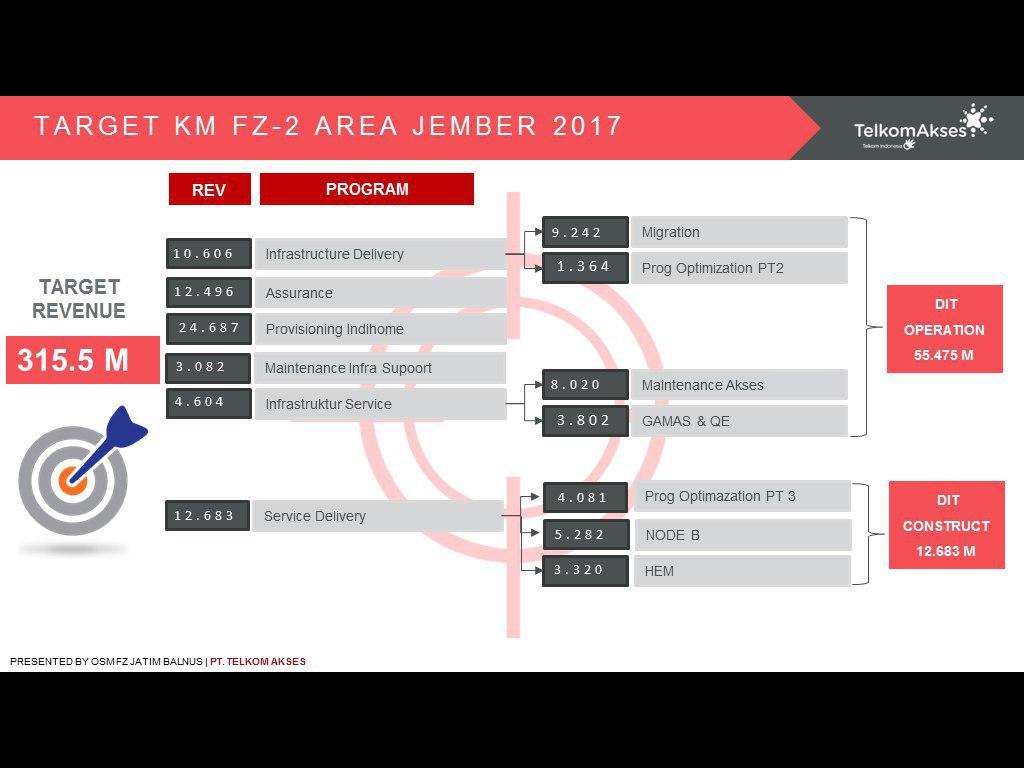 TARGET KM FZ-2 AREA JEMBER 2017
TelkomAkses
Telkom Indonesia
REV
PROGRAM
TARGET
REVENUE
315.5 M
10.606 Infrastructure Delivery
12.496 Assurance
24.687 Provisioning Indihome
3.082 Maintenance Infra Supoort
4.604 Infrastruktur Service
12.683 Service Delivery
9.242 Migration
1.364 Prog Optimization PT2
8.020 Maintenance Akses
3.802 GAMAS & QE
4.081 Prog Optimazation PT 3
5.282 NODE B
3.320 HEM
DIT
OPERATION
55.475 M
DIT
CONSTRUCT
12.683 M
PRESENTED BY OSM FZ JATIM BALNUS | PT. TELKOM AKSES